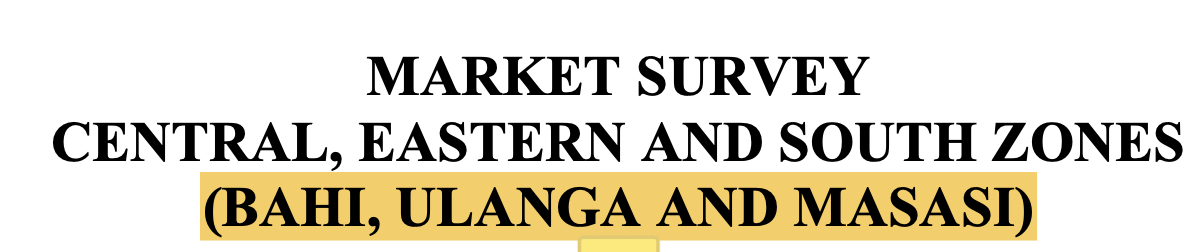 MARKET SURVEY
CENTRAL, EASTERN AND SOUTH ZONES
(BAHI, ULANGA AND MASASI)